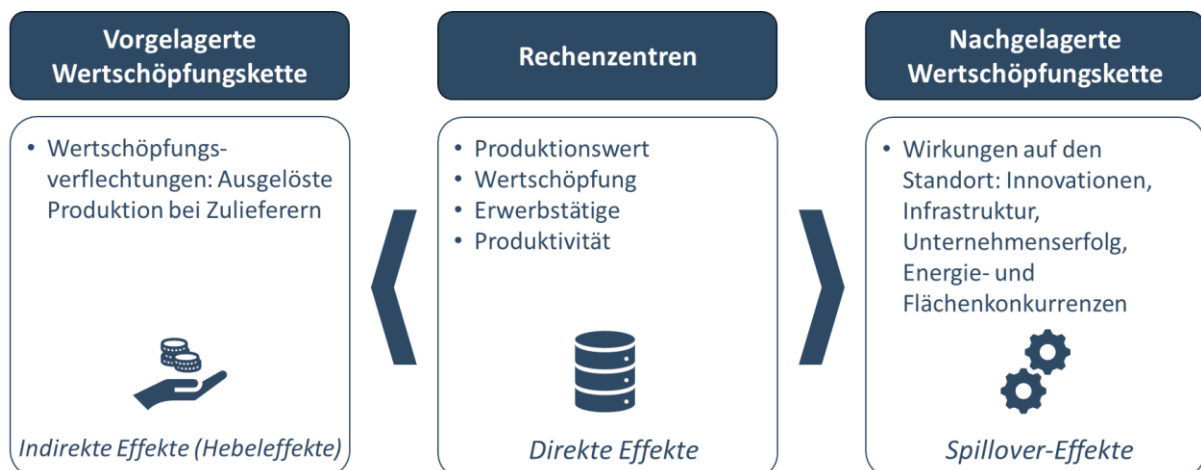 Vorgelagerte
Wertschöpfungskette
• Wertschöpfungs-
verflechtungen: Ausgelöste
Produktion bei Zulieferern
Indirekte Effekte (Hebeleffekte)
Rechenzentren
• Produktionswert
• Wertschöpfung
• Erwerbstätige
• Produktivität
Direkte Effekte
Nachgelagerte
Wertschöpfungskette
• Wirkungen auf den
Standort: Innovationen,
Infrastruktur,
Unternehmenserfolg,
Energie- und
Flächenkonkurrenzen
Spillover-Effekte